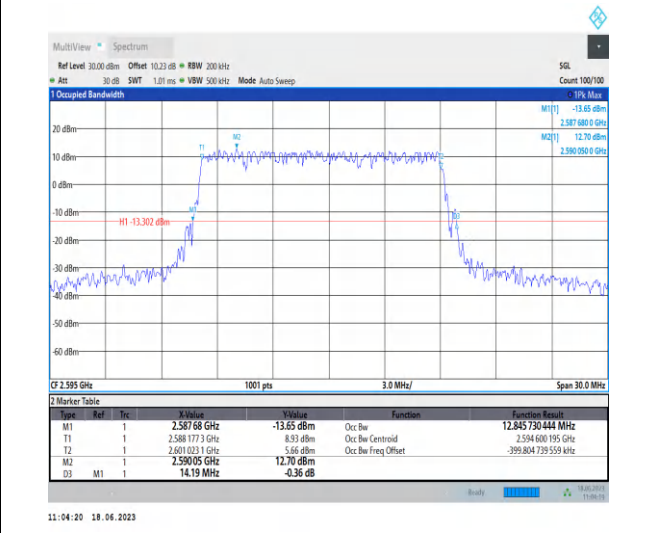 MultiView Spectrum
Ref Level 30.00 dBm Offset 10.23 dB RBW 200 kHz SGL
Att 30 dB SWT 1.01 ms VBW 500 kHz Mode Auto Sweep Count 100/100
1 Occupied Bandwidth 1Pk Max
M1[1] -13.65 dBm
2.587 680 0 GHz
M2[1] 12.70 dBm
2.590 050 0 GHz
20 dBm
M2
T1
10 dBm
0 dBm
-10 dBm
M1
D3
H1 -13.302 dBm
-20 dBm
-30 dBm
-40 dBm
-50 dBm
-60 dBm
CF 2.595 GHz 1001 pts 3.0 MHz/ Span 30.0 MHz
2 Marker Table
Type Ref Trc X-Value Y-Value Function Function Result
M1 1 2.587 68 GHz -13.65 dBm Occ Bw 12.845 730 444 MHz
T1 1 2.588 177 3 GHz 8.93 dBm Occ Bw Centroid 2.594 600 195 GHz
T2 1 2.601 023 1 GHz 5.66 dBm Occ Bw Freq Offset -399.804 739 559 kHz
M2 1 2.590 05 GHz 12.70 dBm
D3 M1 1 14.19 MHz -0.36 dB
Ready 18.06.2023
11:04:20 18.06.2023